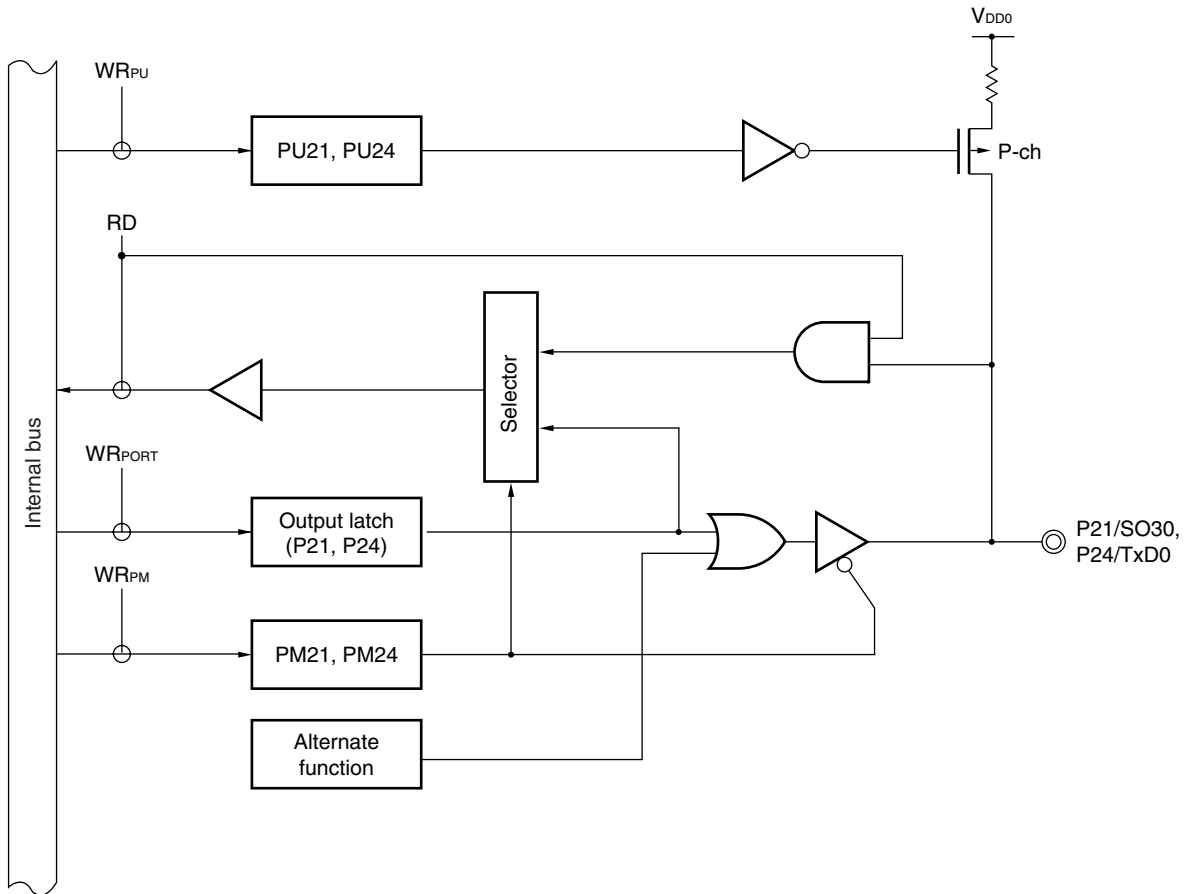 VDD0
WRPU
PU21, PU24
P-ch
RD
Selector
Internal bus
WRPORT
Output latch
(P21, P24)
P21/SO30,
P24/TxD0
WRPM
PM21, PM24
Alternate
function